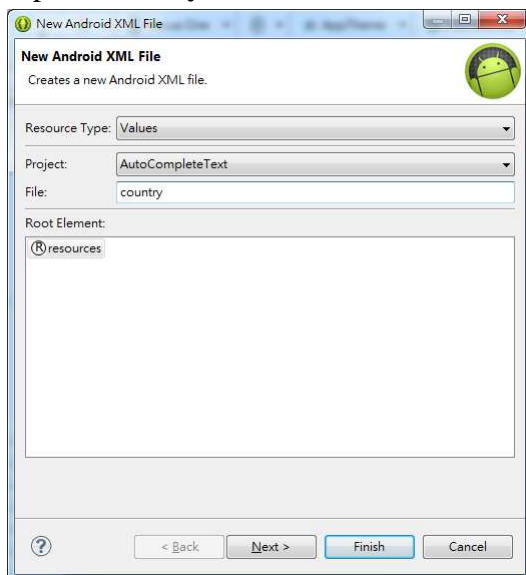 New Android XML File
New Android XML File
Creates a new Android XML file.
Resource Type: Values
Project: AutoCompleteText
File: country
Root Element:
R resources
? < Back Next > Finish Cancel